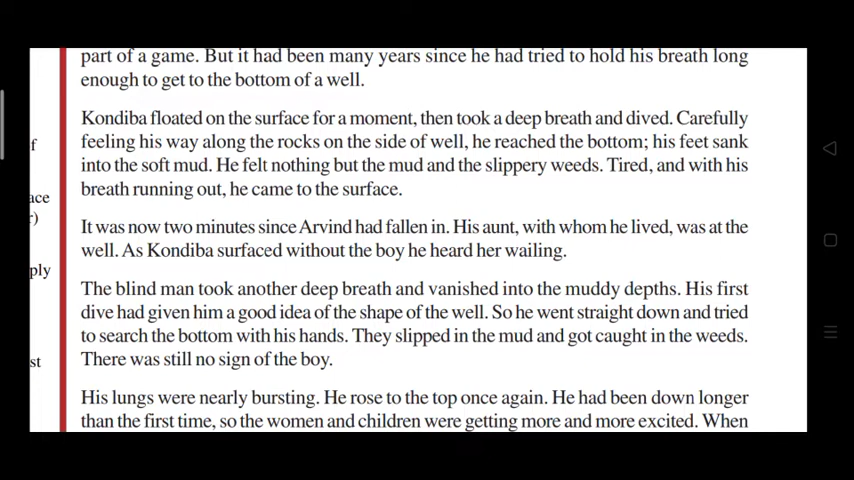 part of a game. But it had been many years since he had tried to hold his breath long
enough to get to the bottom of a well.
Kondiba floated on the surface for a moment, then took a deep breath and dived. Carefully
feeling his way along the rocks on the side of well, he reached the bottom; his feet sank
into the soft mud. He felt nothing but the mud and the slippery weeds. Tired, and with his
breath running out, he came to the surface.
It was now two minutes since Arvind had fallen in. His aunt, with whom he lived, was at the
well. As Kondiba surfaced without the boy he heard her wailing.
The blind man took another deep breath and vanished into the muddy depths. His first
dive had given him a good idea of the shape of the well. So he went straight down and tried
to search the bottom with his hands. They slipped in the mud and got caught in the weeds.
There was still no sign of the boy.
His lungs were nearly bursting. He rose to the top once again. He had been down longer
than the first time, so the women and children were getting more and more excited. When
f
ace
r)
ply
st